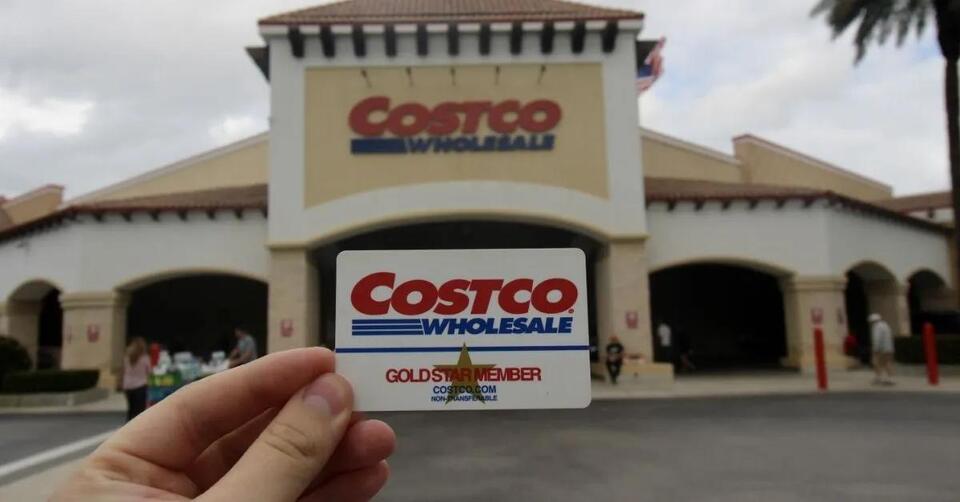 COSTCO
WHOLESALE
COSTCO
WHOLESALE
GOLD STAR MEMBER
COSTCO.COM
NON-TRANSFERABLE